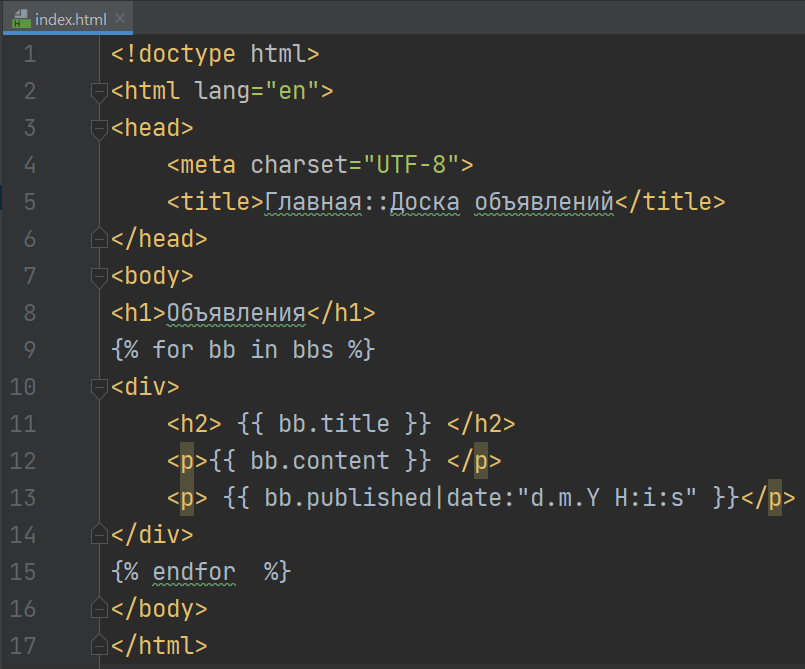 index.html
1 <!doctype html>
2 <html lang="en">
3 <head>
4 <meta charset="UTF-8">
5 <title>Главная::Доска объявлений</title>
6 </head>
7 <body>
8 <h1>Объявления</h1>
9 {% for bb in bbs %}
10 <div>
11 <h2> {{ bb.title }} </h2>
12 <p>{{ bb.content }} </p>
13 <p> {{ bb.published|date:"d.m.Y H:i:s" }}</p>
14 </div>
15 {% endfor  %}
16 </body>
17 </html>